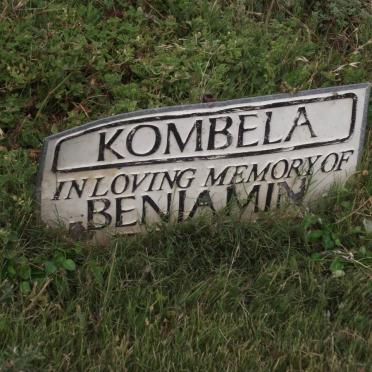 KOMBELA
IN LOVING MEMORY OF
BENJAMIN